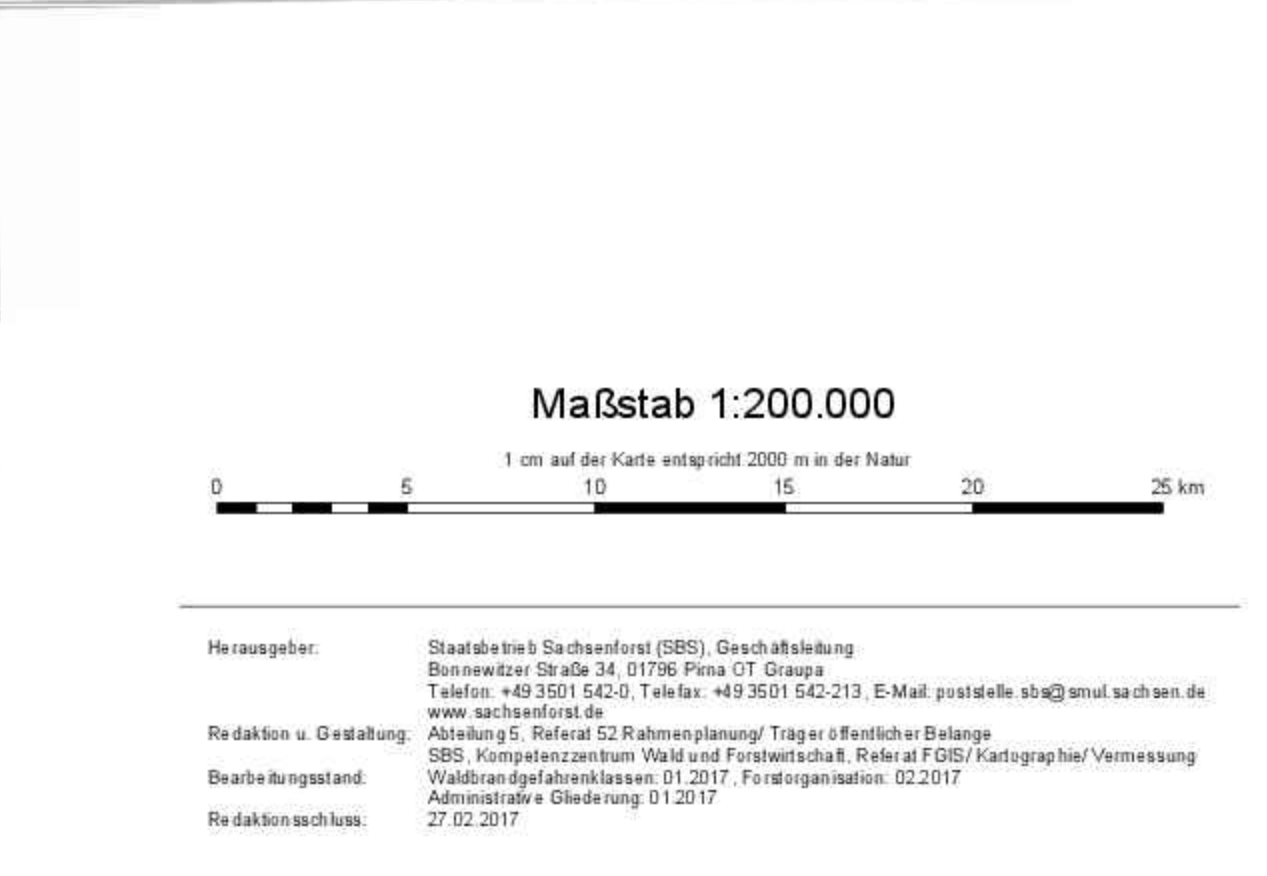 Maßstab 1:200.000
1 cm auf der Karte entspricht 2000 m in der Natur
0 5 10 15 20 25 km
Herausgeber: Staatsbetrieb Sachsenforst (SBS), Geschäftsleitung
Bonnewitzer Straße 34, 01796 Pirna OT Graupa
Telefon: +49 3501 542-0, Telefax: +49 3501 542-213, E-Mail: poststelle.sbs@smul.sachsen.de
www.sachsenforst.de
Redaktion u. Gestaltung: Abteilung 5, Referat 52 Rahmenplanung/ Träger öffentlicher Belange
SBS, Kompetenzzentrum Wald und Forstwirtschaft, Referat FGIS/ Kartographie/ Vermessung
Bearbeitungsstand: Waldbrandgefahrenklassen: 01.2017, Forstorganisation: 02.2017
Administrative Gliederung: 01.2017
Redaktionsschluss: 27.02.2017